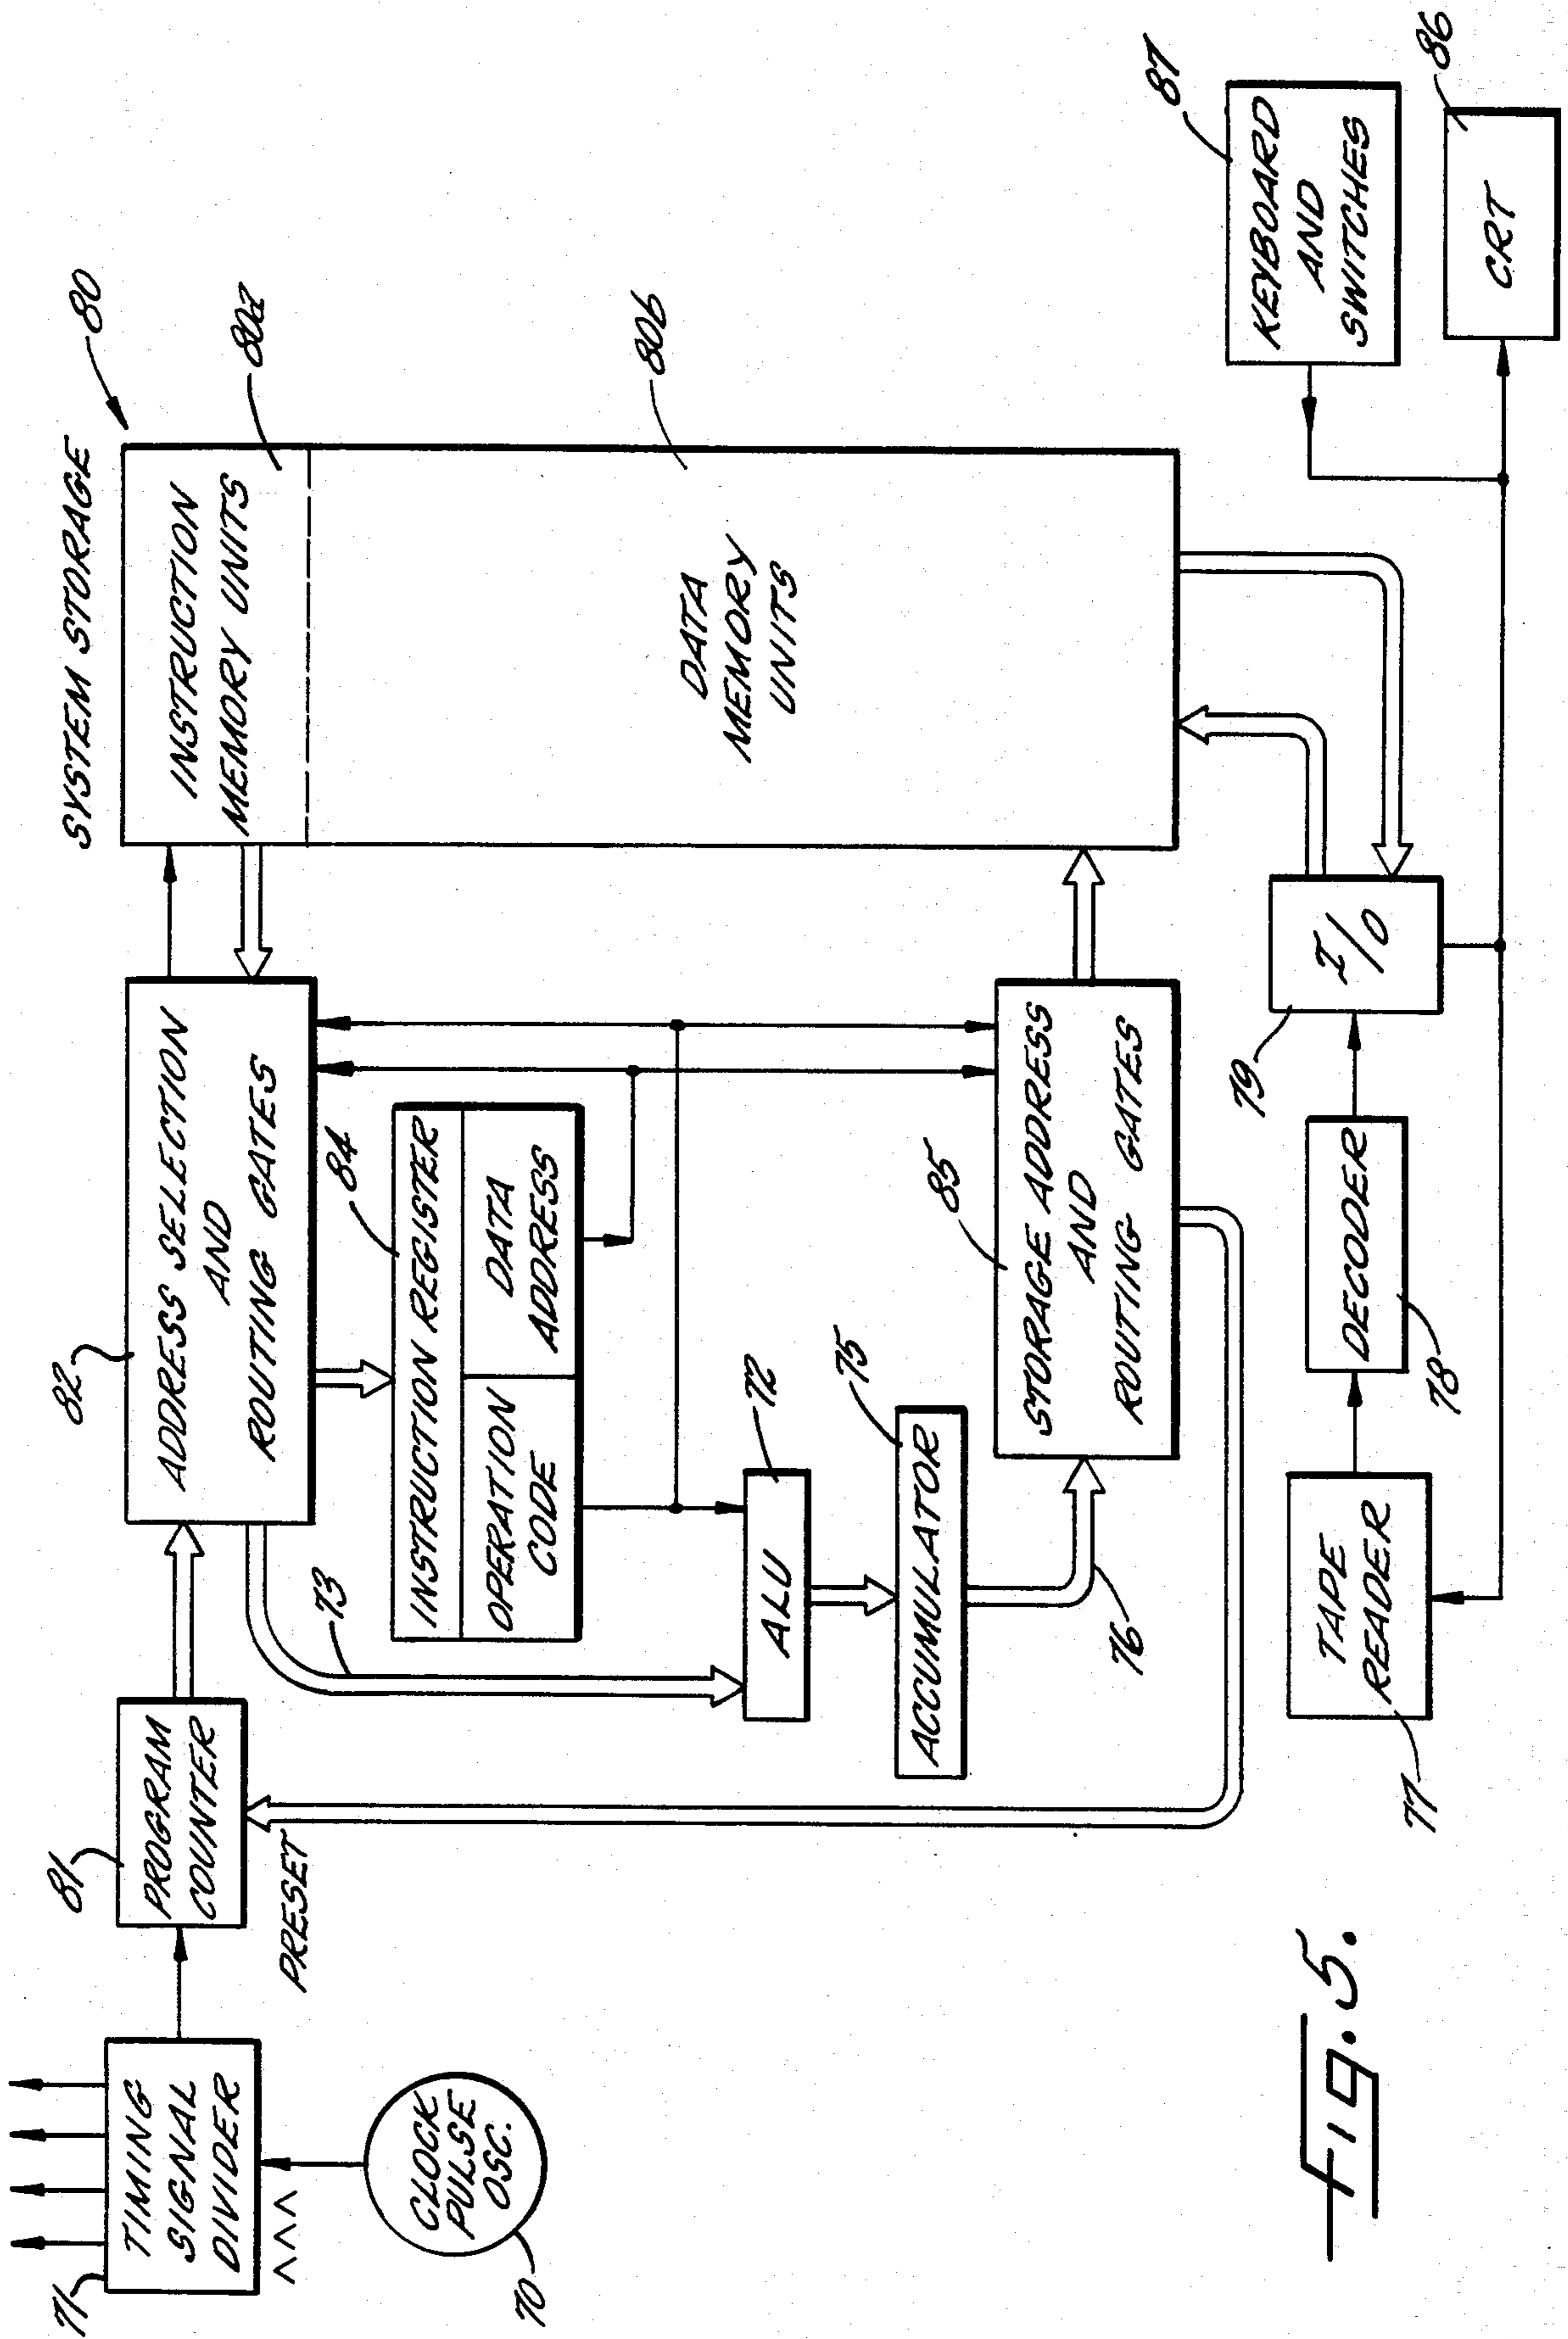 SYSTEM STORAGE
80
71
TIMING
SIGNAL
DIVIDER
81
PROGRAM
COUNTER
PRESET
82
ADDRESS SELECTION
AND
ROUTING GATES
INSTRUCTION
MEMORY UNITS
80a
70
CLOCK
PULSE
OSC.
73
84
INSTRUCTION REGISTER
OPERATION
CODE
DATA
ADDRESS
DATA
MEMORY
UNITS
80b
72
ALU
75
ACCUMULATOR
76
85
STORAGE ADDRESS
AND
ROUTING GATES
77
TAPE
READER
78
DECODER
79
I/O
87
KEYBOARD
AND
SWITCHES
86
CRT
Fig. 5.